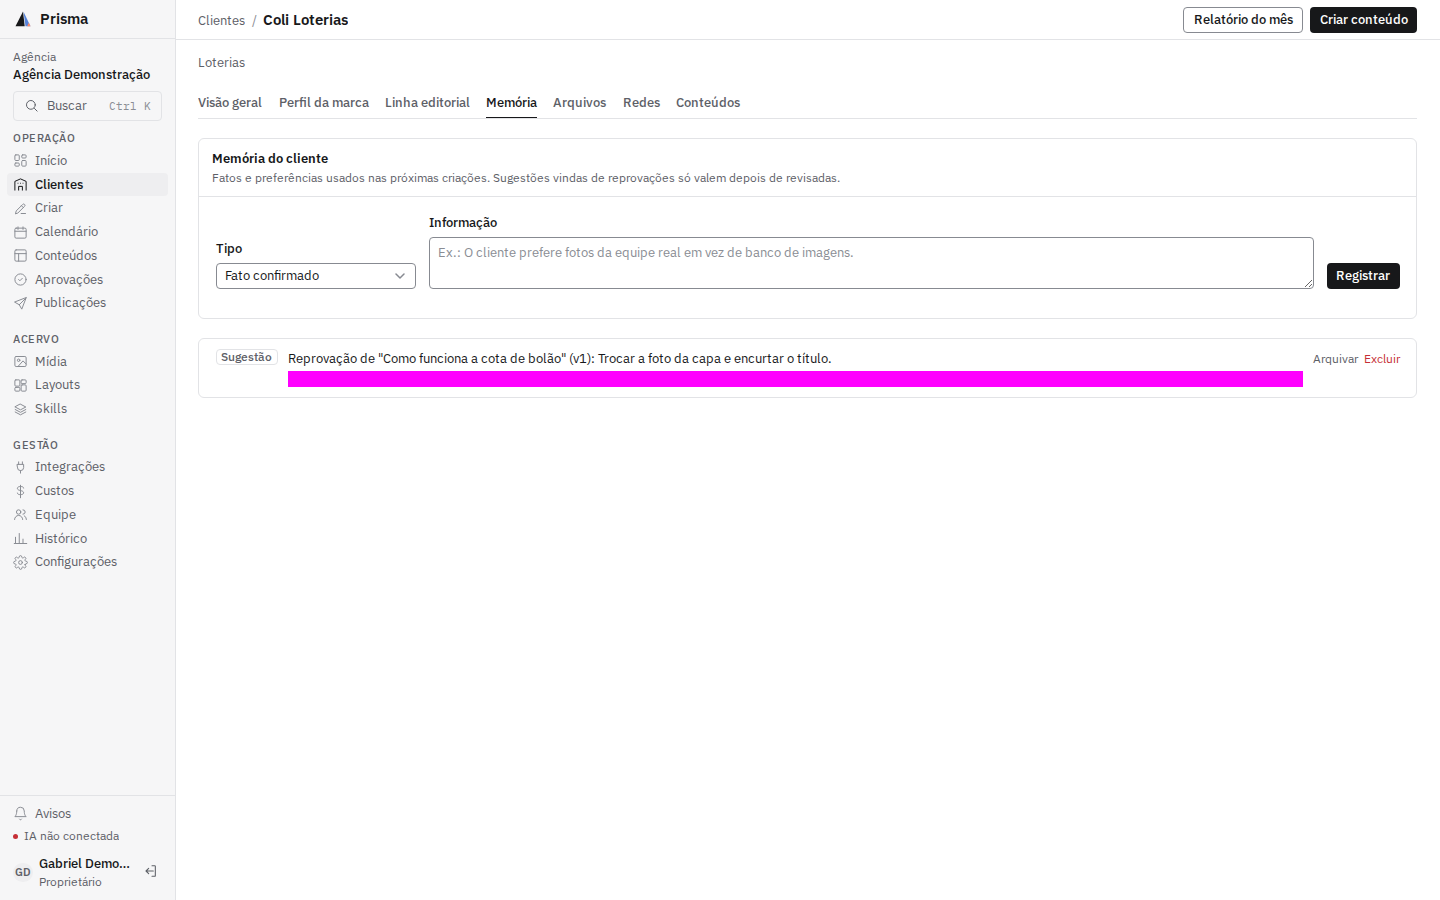 Prisma
Clientes / Coli Loterias
Relatório do mês
Criar conteúdo
Agência
Agência Demonstração
Buscar Ctrl K
OPERAÇÃO
Início
Clientes
Criar
Calendário
Conteúdos
Aprovações
Publicações
ACERVO
Mídia
Layouts
Skills
GESTÃO
Integrações
Custos
Equipe
Histórico
Configurações
Avisos
IA não conectada
GD
Gabriel Demo...
Proprietário
Loterias
Visão geral Perfil da marca Linha editorial Memória Arquivos Redes Conteúdos
Memória do cliente
Fatos e preferências usados nas próximas criações. Sugestões vindas de reprovações só valem depois de revisadas.
Tipo
Fato confirmado
Informação
Ex.: O cliente prefere fotos da equipe real em vez de banco de imagens.
Registrar
Sugestão Reprovação de "Como funciona a cota de bolão" (v1): Trocar a foto da capa e encurtar o título. Arquivar Excluir